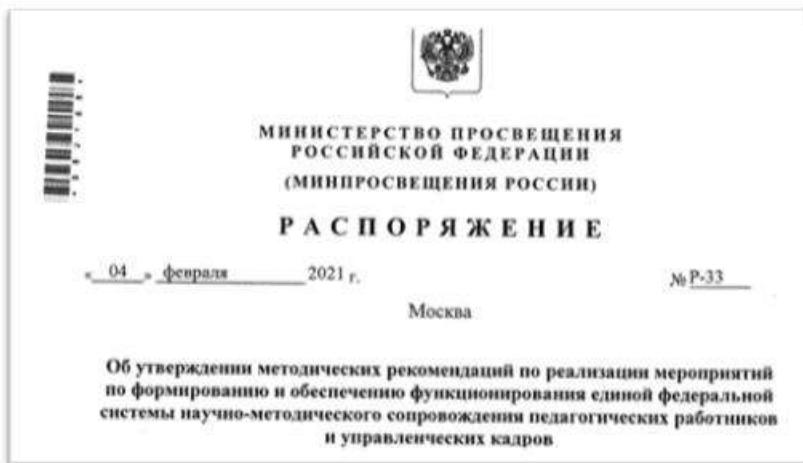 МИНИСТЕРСТВО ПРОСВЕЩЕНИЯ
РОССИЙСКОЙ ФЕДЕРАЦИИ
(МИНПРОСВЕЩЕНИЯ РОССИИ)
РАСПОРЯЖЕНИЕ
« 04 » февраля 2021 г. № Р-33
Москва
Об утверждении методических рекомендаций по реализации мероприятий
по формированию и обеспечению функционирования единой федеральной
системы научно-методического сопровождения педагогических работников
и управленческих кадров